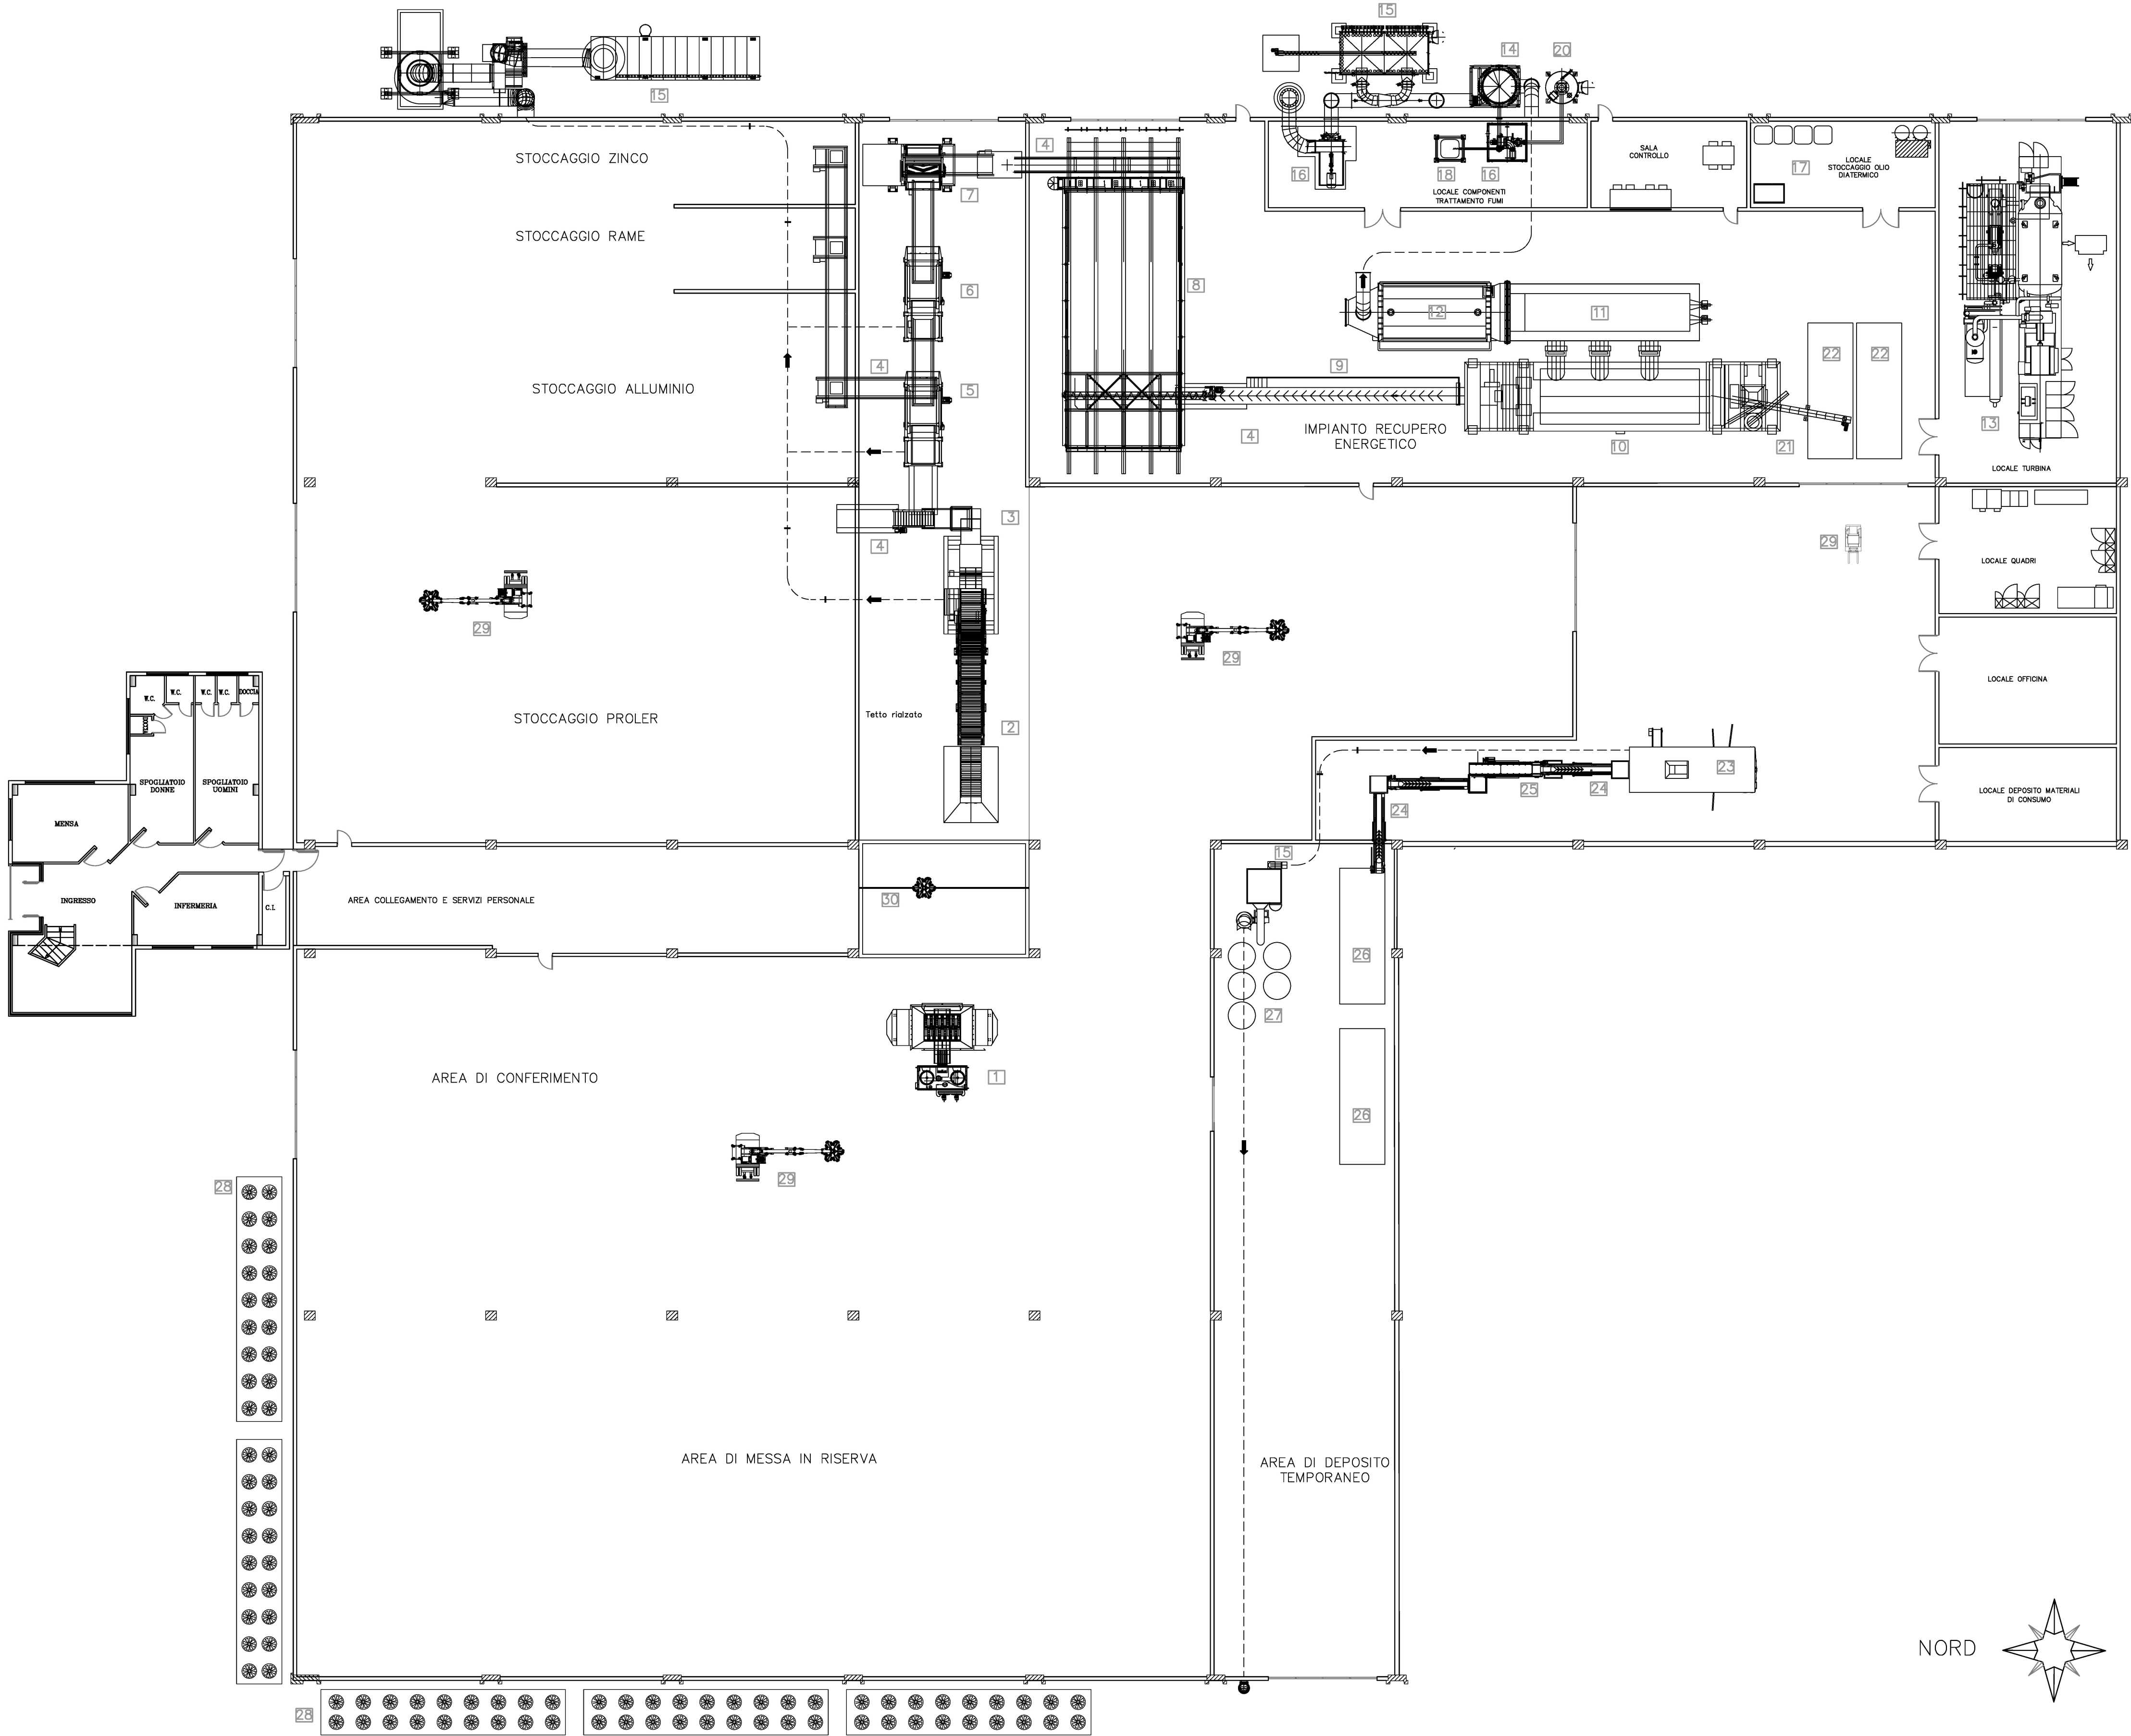 15
15
14
20
STOCCAGGIO ZINCO
4
7
16
18
16
LOCALE COMPONENTI
TRATTAMENTO FUMI
SALA
CONTROLLO
17
LOCALE
STOCCAGGIO OLIO
DIATERMICO
STOCCAGGIO RAME
6
8
12
11
22
22
STOCCAGGIO ALLUMINIO
4
5
9
4
IMPIANTO RECUPERO
ENERGETICO
10
21
13
LOCALE TURBINA
3
4
29
LOCALE QUADRI
29
29
LOCALE OFFICINA
W.C.
W.C.
W.C.
W.C.
DOCCIA
STOCCAGGIO PROLER
Tetto rialzato
2
SPOGLIATOIO
DONNE
SPOGLIATOIO
UOMINI
MENSA
23
25
24
24
LOCALE DEPOSITO MATERIALI
DI CONSUMO
15
INGRESSO
INFERMERIA
C.I.
AREA COLLEGAMENTO E SERVIZI PERSONALE
30
26
27
AREA DI CONFERIMENTO
1
26
29
28
AREA DI MESSA IN RISERVA
AREA DI DEPOSITO
TEMPORANEO
NORD
28